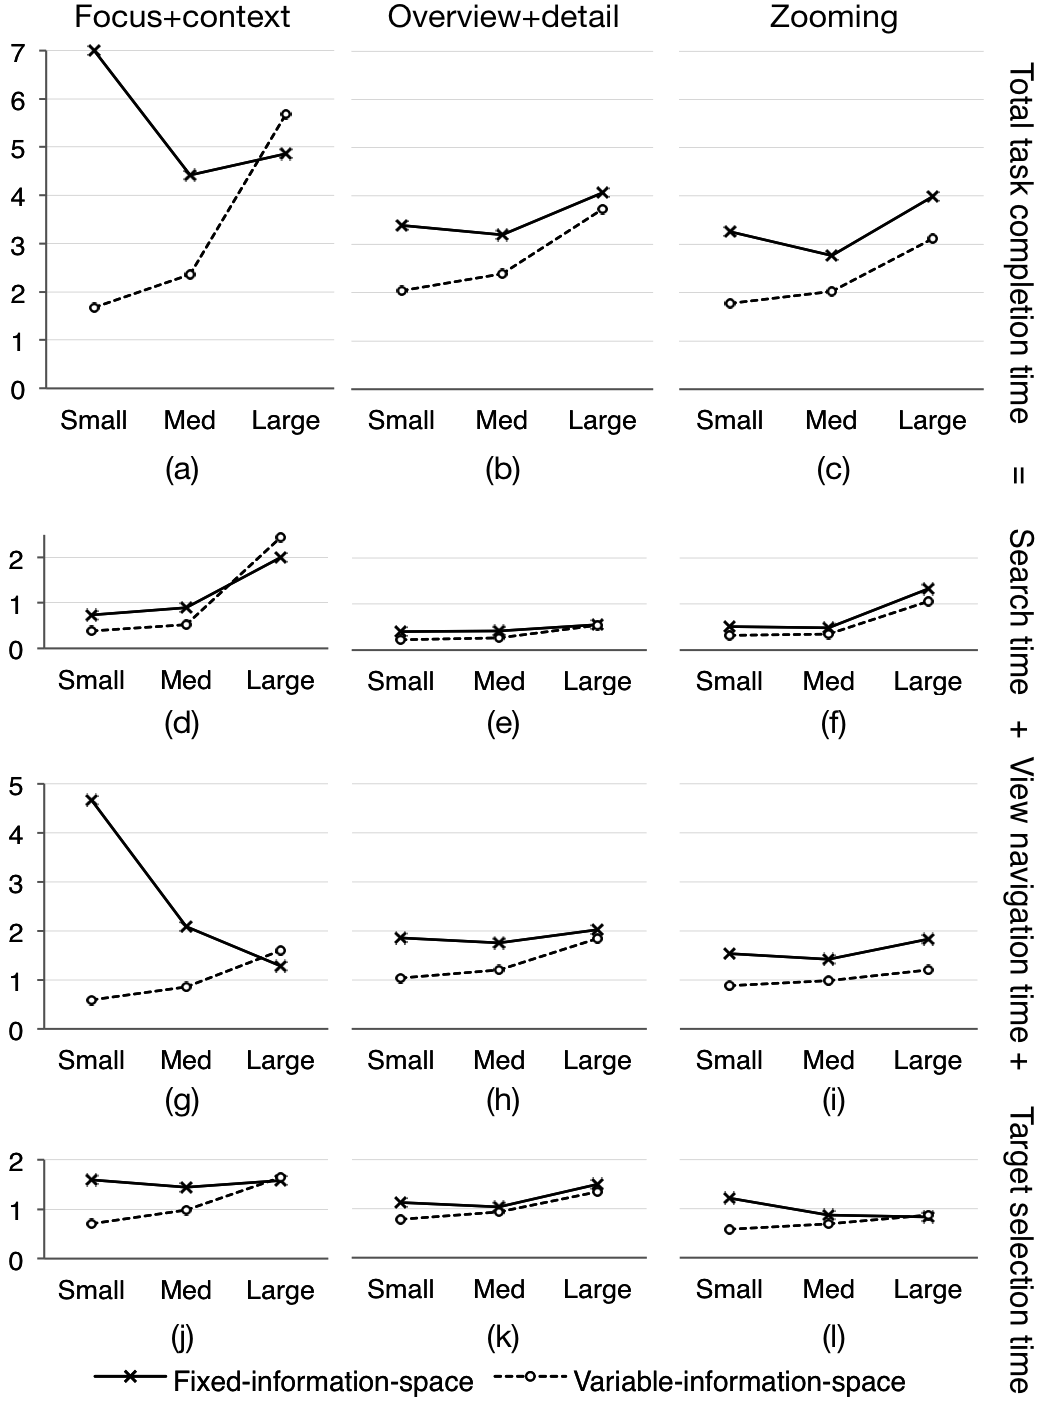 Focus+context Overview+detail Zooming
7
6
5
4
3
2
1
0
Small Med Large Small Med Large Small Med Large
(a) (b) (c)
2
1
0
Small Med Large Small Med Large Small Med Large
(d) (e) (f)
5
4
3
2
1
0
Small Med Large Small Med Large Small Med Large
(g) (h) (i)
2
1
0
Small Med Large Small Med Large Small Med Large
(j) (k) (l)
Fixed-information-space Variable-information-space
Total task completion time = Search time + View navigation time + Target selection time